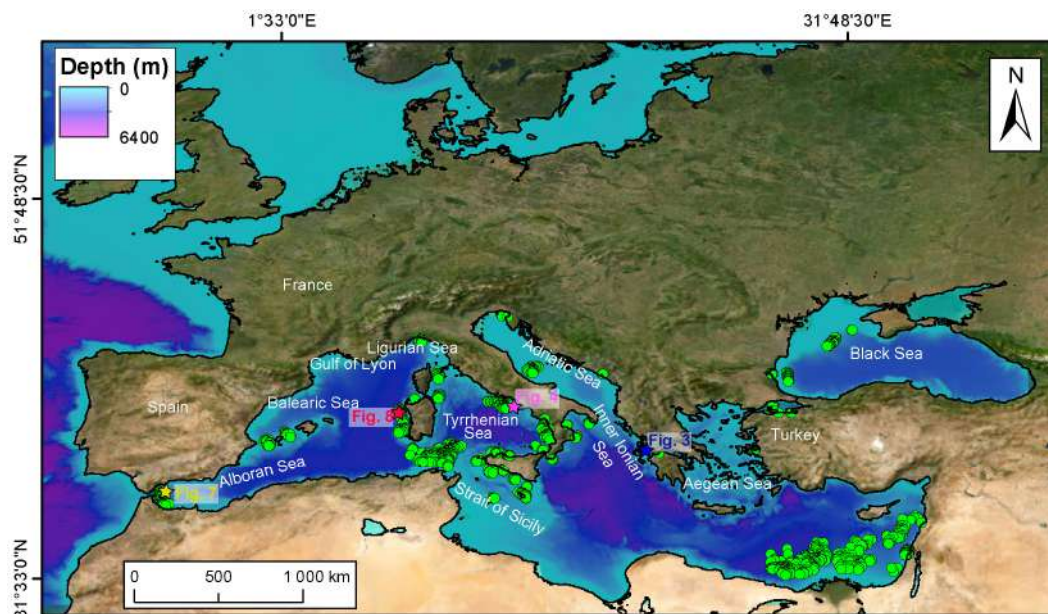 1°33'0"E
31°48'30"E
Depth (m)
0
6400
N
51°48'30"N
France
Ligurian Sea
Gulf of Lyon
Adriatic Sea
Black Sea
Spain
Balearic Sea
Fig. 8
Tyrrhenian
Sea
Fig. 4
Inner Ionian
Sea
Fig. 3
Turkey
Alboran Sea
Fig. 7
Aegean Sea
Strait of Sicily
31°33'0"N
0
500
1 000 km